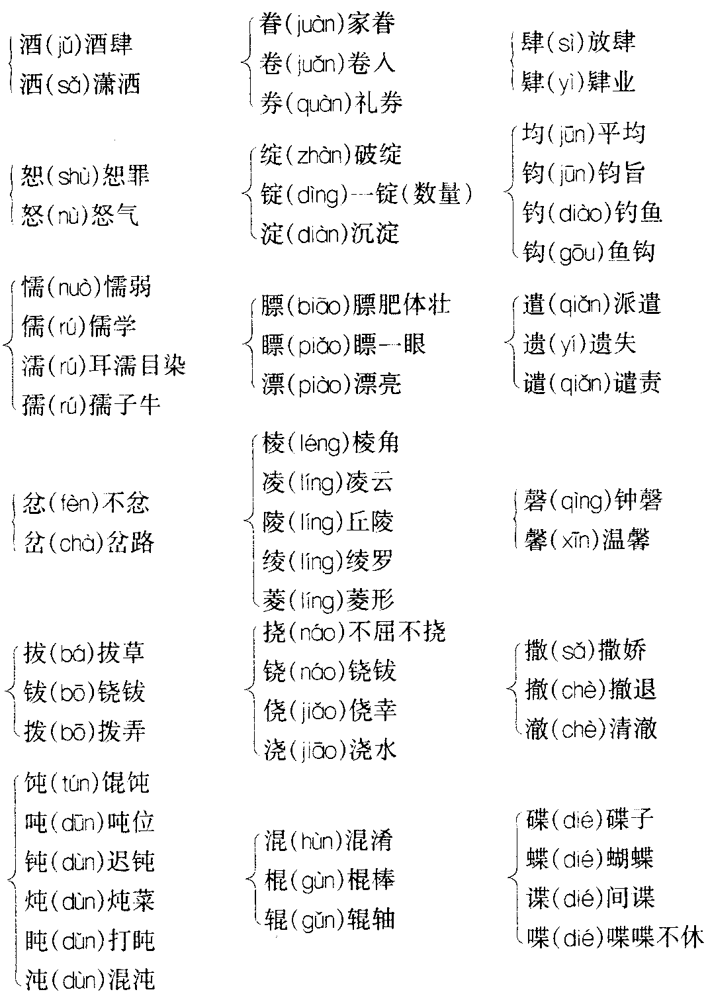 酒(jǔ)酒肆
洒(sǎ)潇洒
眷(juàn)家眷
卷(juǎn)卷入
券(quàn)礼券
肆(sì)放肆
肄(yì)肄业
恕(shù)恕罪
怒(nù)怒气
绽(zhàn)破绽
锭(dìng)一锭(数量)
淀(diàn)沉淀
均(jūn)平均
钧(jūn)钧旨
钓(diào)钓鱼
钩(gōu)鱼钩
懦(nuò)懦弱
儒(rú)儒学
濡(rú)耳濡目染
孺(rú)孺子牛
膘(biāo)膘肥体壮
瞟(piǎo)瞟一眼
漂(piào)漂亮
遣(qiǎn)派遣
遗(yí)遗失
谴(qiǎn)谴责
忿(fèn)不忿
岔(chà)岔路
棱(léng)棱角
凌(líng)凌云
陵(líng)丘陵
绫(líng)绫罗
菱(líng)菱形
磬(qìng)钟磬
馨(xīn)温馨
拔(bá)拔草
钹(bō)铙钹
拨(bō)拨弄
挠(náo)不屈不挠
铙(náo)铙钹
侥(jiǎo)侥幸
浇(jiāo)浇水
撒(sǎ)撒娇
撤(chè)撤退
澈(chè)清澈
饨(tún)馄饨
吨(dūn)吨位
钝(dùn)迟钝
炖(dùn)炖菜
盹(dǔn)打盹
沌(dùn)混沌
混(hùn)混淆
棍(gùn)棍棒
辊(gǔn)辊轴
碟(dié)碟子
蝶(dié)蝴蝶
谍(dié)间谍
喋(dié)喋喋不休